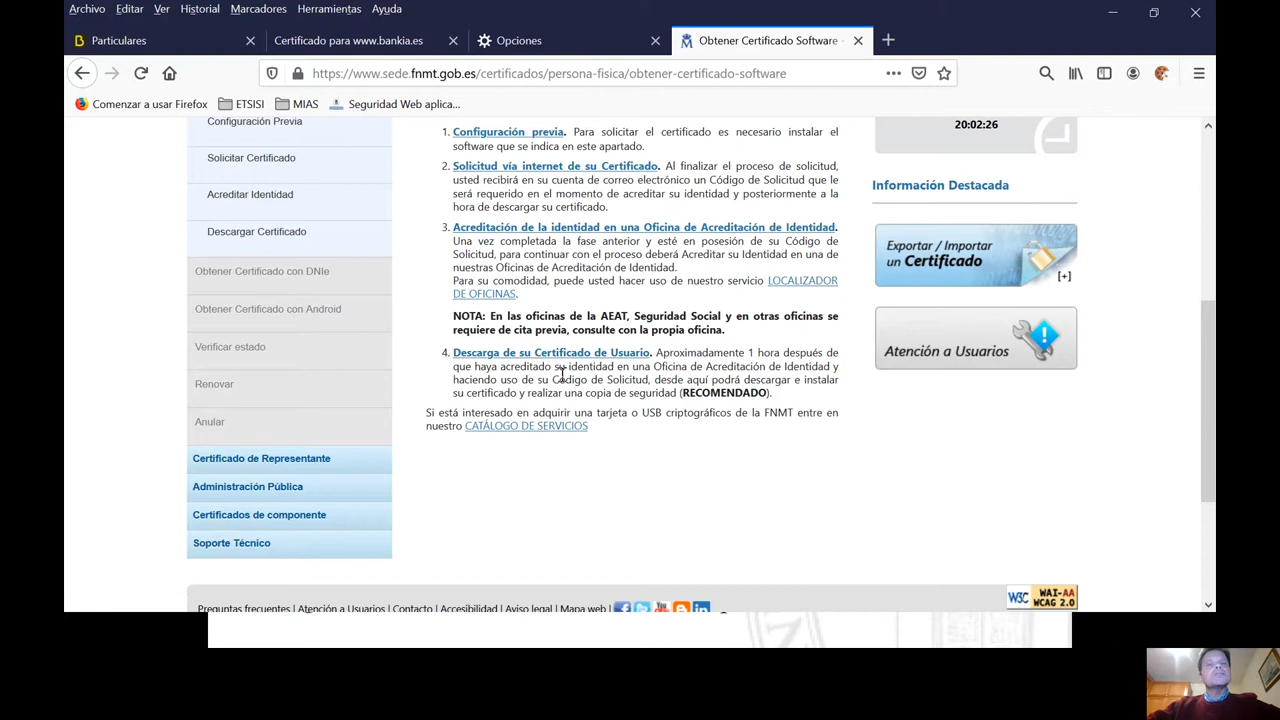 Archivo Editar Ver Historial Marcadores Herramientas Ayuda
Particulares
Certificado para www.bankia.es
Opciones
Obtener Certificado Software -
https://www.sede.fnmt.gob.es/certificados/persona-fisica/obtener-certificado-software
Comenzar a usar Firefox
ETSISI
MIAS
Seguridad Web aplica...
Configuración Previa
Solicitar Certificado
Acreditar Identidad
Descargar Certificado
Obtener Certificado con DNIe
Obtener Certificado con Android
Verificar estado
Renovar
Anular
Certificado de Representante
Administración Pública
Certificados de componente
Soporte Técnico
1. Configuración previa. Para solicitar el certificado es necesario instalar el
software que se indica en este apartado.
2. Solicitud vía internet de su Certificado. Al finalizar el proceso de solicitud,
usted recibirá en su cuenta de correo electrónico un Código de Solicitud que le
será requerido en el momento de acreditar su identidad y posteriormente a la
hora de descargar su certificado.
3. Acreditación de la identidad en una Oficina de Acreditación de Identidad.
Una vez completada la fase anterior y esté en posesión de su Código de
Solicitud, para continuar con el proceso deberá Acreditar su Identidad en una de
nuestras Oficinas de Acreditación de Identidad.
Para su comodidad, puede usted hacer uso de nuestro servicio LOCALIZADOR
DE OFICINAS.
NOTA: En las oficinas de la AEAT, Seguridad Social y en otras oficinas se
requiere de cita previa, consulte con la propia oficina.
4. Descarga de su Certificado de Usuario. Aproximadamente 1 hora después de
que haya acreditado su identidad en una Oficina de Acreditación de Identidad y
haciendo uso de su Código de Solicitud, desde aquí podrá descargar e instalar
su certificado y realizar una copia de seguridad (RECOMENDADO).
Si está interesado en adquirir una tarjeta o USB criptográficos de la FNMT entre en
nuestro CATÁLOGO DE SERVICIOS
20:02:26
Información Destacada
Exportar / Importar
un Certificado
[+]
Atención a Usuarios
Preguntas frecuentes | Atención a Usuarios | Contacto | Accesibilidad | Aviso legal | Mapa web |
W3C WAI-AA
WCAG 2.0